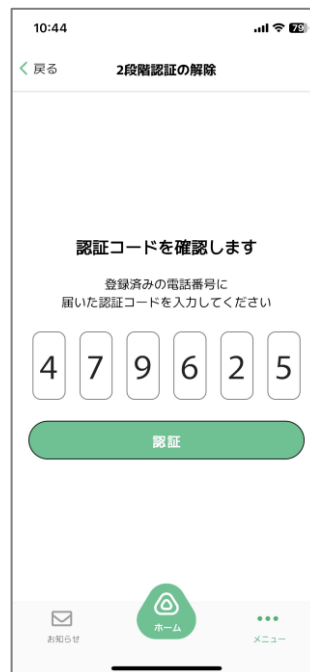 10:44
79
戻る
2段階認証の解除
認証コードを確認します
登録済みの電話番号に
届いた認証コードを入力してください
4 7 9 6 2 5
認証
お知らせ
ホーム
メニュー